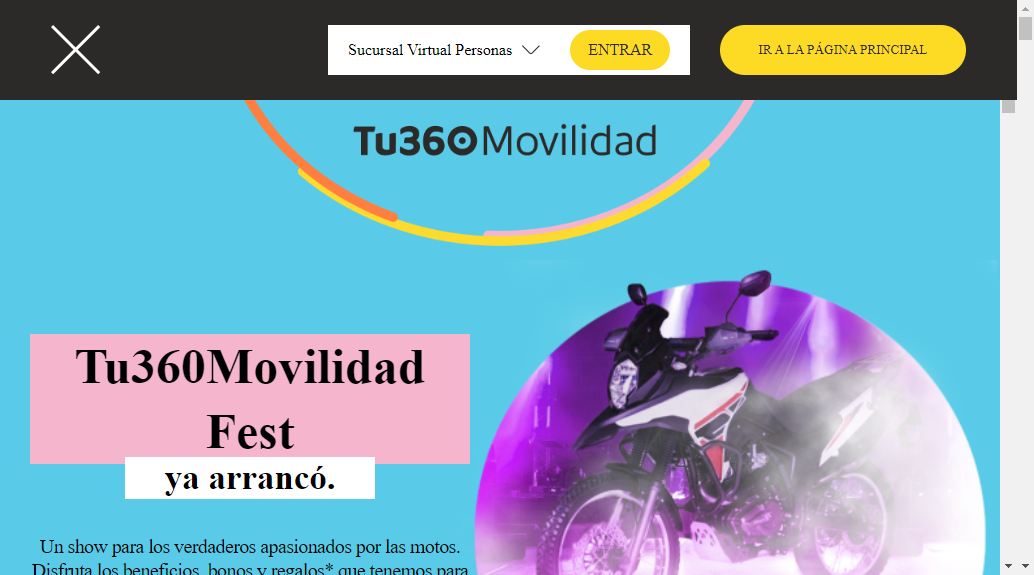 Sucursal Virtual Personas
ENTRAR
IR A LA PÁGINA PRINCIPAL
Tu360Movilidad
Tu360Movilidad
Fest
ya arrancó.
Un show para los verdaderos apasionados por las motos.
Disfruta los beneficios, bonos y regalos* que tenemos para